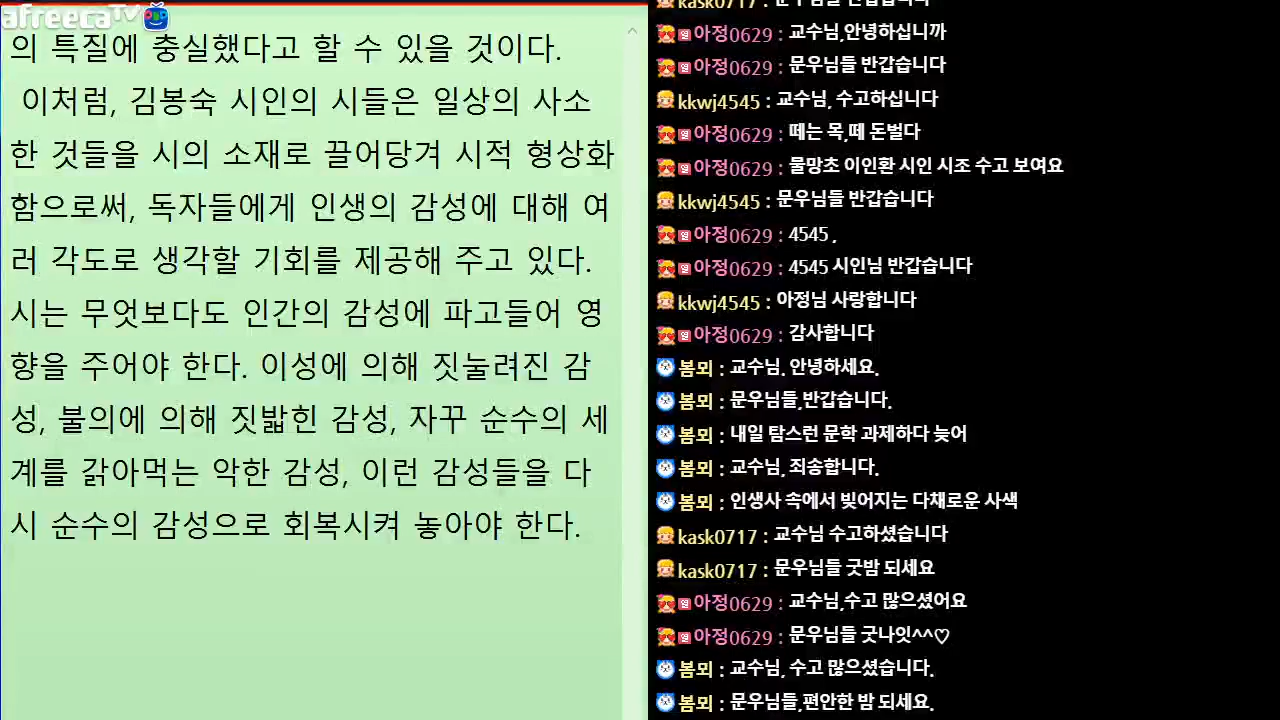 afreecaTV
의 특질에 충실했다고 할 수 있을 것이다.
이처럼, 김봉숙 시인의 시들은 일상의 사소
한 것들을 시의 소재로 끌어당겨 시적 형상화
함으로써, 독자들에게 인생의 감성에 대해 여
러 각도로 생각할 기회를 제공해 주고 있다.
시는 무엇보다도 인간의 감성에 파고들어 영
향을 주어야 한다. 이성에 의해 짓눌려진 감
성, 불의에 의해 짓밟힌 감성, 자꾸 순수의 세
계를 갉아먹는 악한 감성, 이런 감성들을 다
시 순수의 감성으로 회복시켜 놓아야 한다.
kask0717 : 문우님들 반갑습니다
아정0629 : 교수님,안녕하십니까
아정0629 : 문우님들 반갑습니다
kkwj4545 : 교수님, 수고하십니다
아정0629 : 떼는 목,떼 돈벌다
아정0629 : 물망초 이인환 시인 시조 수고 보여요
kkwj4545 : 문우님들 반갑습니다
아정0629 : 4545 ,
아정0629 : 4545 시인님 반갑습니다
kkwj4545 : 아정님 사랑합니다
아정0629 : 감사합니다
봄뫼 : 교수님, 안녕하세요.
봄뫼 : 문우님들,반갑습니다.
봄뫼 : 내일 탐스런 문학 과제하다 늦어
봄뫼 : 교수님, 죄송합니다.
봄뫼 : 인생사 속에서 빚어지는 다채로운 사색
kask0717 : 교수님 수고하셨습니다
kask0717 : 문우님들 굿밤 되세요
아정0629 : 교수님,수고 많으셨어요
아정0629 : 문우님들 굿나잇^^♡
봄뫼 : 교수님, 수고 많으셨습니다.
봄뫼 : 문우님들,편안한 밤 되세요.